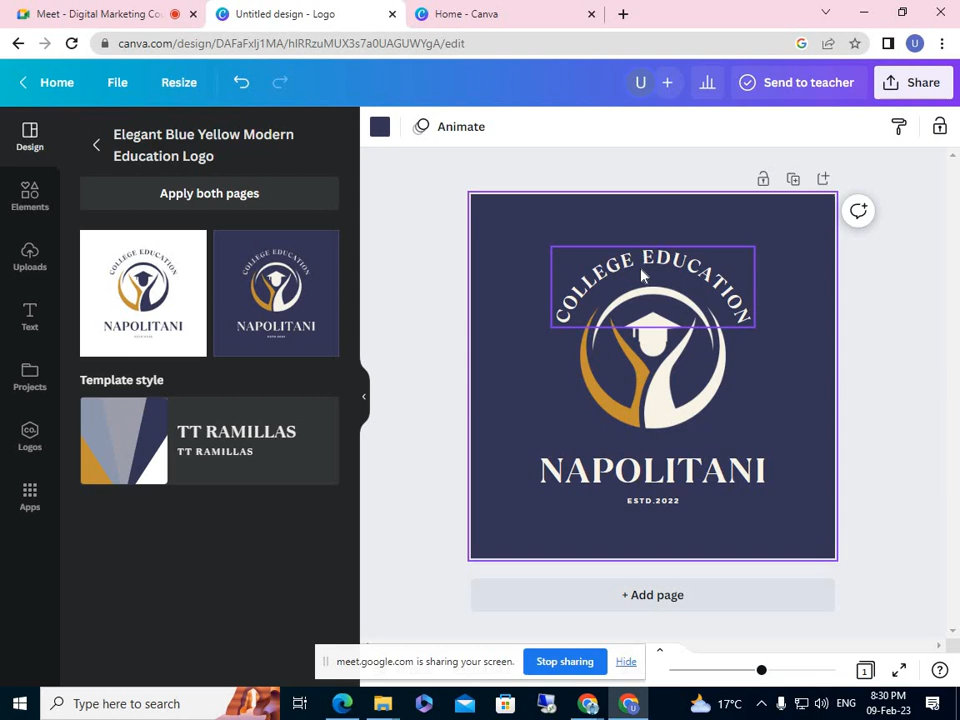 Meet - Digital Marketing Co
Untitled design - Logo
Home - Canva
canva.com/design/DAFaFxIj1MA/hIRRzuMUX3s7a0UAGUWYgA/edit
U
Home
File
Resize
U
Send to teacher
Share
Design
Elements
Uploads
Text
Projects
CO.
Logos
Apps
Elegant Blue Yellow Modern
Education Logo
Apply both pages
COLLEGE EDUCATION
NAPOLITANI
COLLEGE EDUCATION
NAPOLITANI
Template style
TT RAMILLAS
TT RAMILLAS
Animate
COLLEGE EDUCATION
NAPOLITANI
ESTD.2022
+ Add page
meet.google.com is sharing your screen.
Stop sharing
Hide
1
Type here to search
17°C
ENG
8:30 PM
09-Feb-23